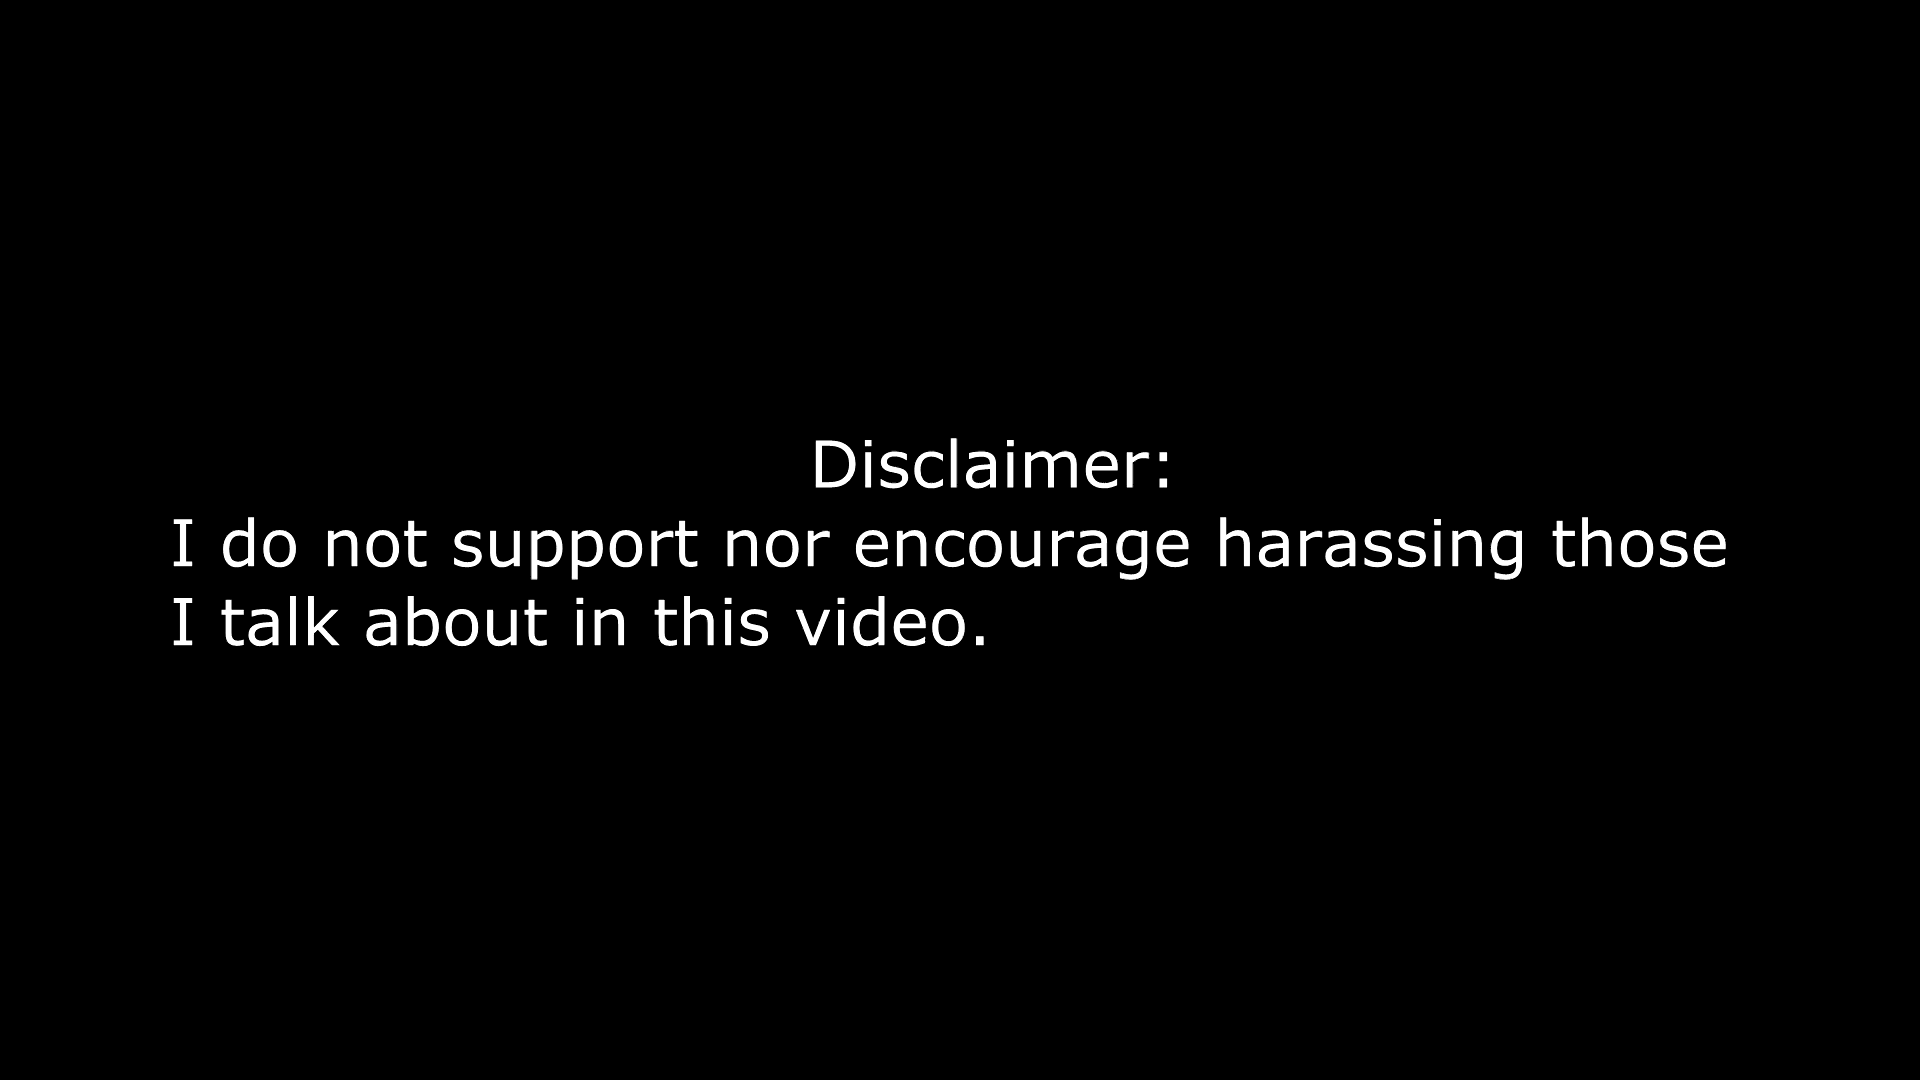 Disclaimer:
I do not support nor encourage harassing those
I talk about in this video.